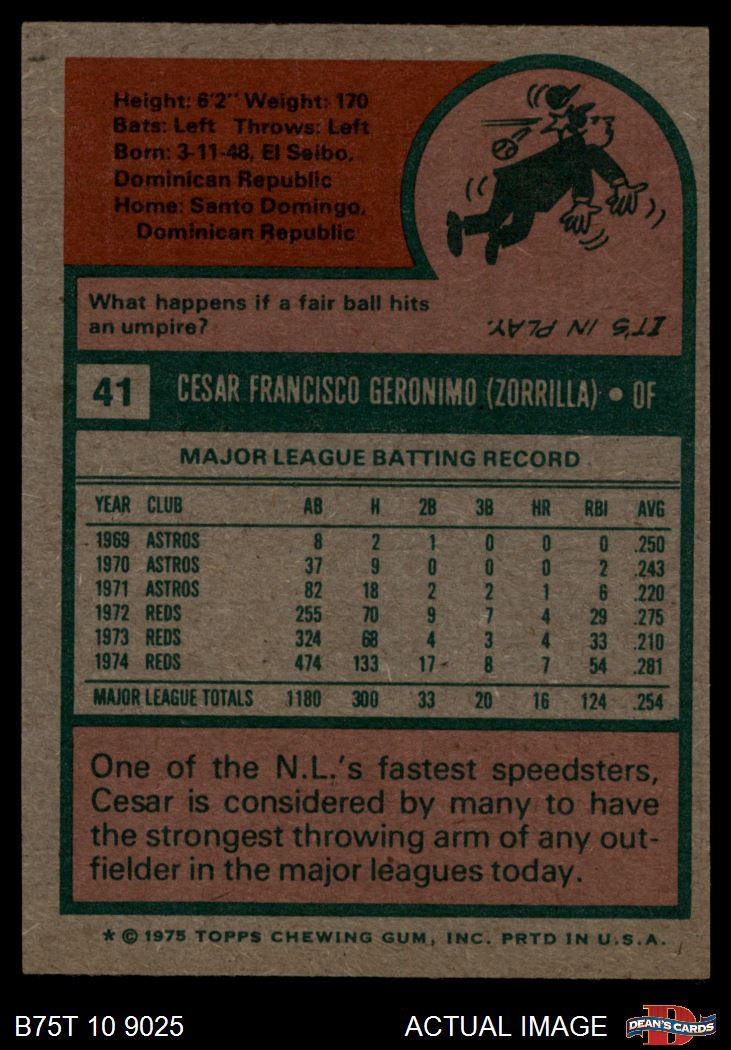 Height: 6'2" Weight: 170
Bats: Left Throws: Left
Born: 3-11-48, El Seibo,
Dominican Republic
Home: Santo Domingo,
Dominican Republic
What happens if a fair ball hits
an umpire?
IT'S IN PLAY.
41 CESAR FRANCISCO GERONIMO (ZORRILLA) • OF
MAJOR LEAGUE BATTING RECORD
YEAR CLUB AB H 2B 3B HR RBI AVG
1969 ASTROS 8 2 1 0 0 0 .250
1970 ASTROS 37 9 0 0 0 2 .243
1971 ASTROS 82 18 2 2 1 6 .220
1972 REDS 255 70 9 7 4 29 .275
1973 REDS 324 68 4 3 4 33 .210
1974 REDS 474 133 17 8 7 54 .281
MAJOR LEAGUE TOTALS 1180 300 33 20 16 124 .254
One of the N.L.'s fastest speedsters,
Cesar is considered by many to have
the strongest throwing arm of any out-
fielder in the major leagues today.
* © 1975 TOPPS CHEWING GUM, INC. PRTD IN U.S.A.
B75T 10 9025 ACTUAL IMAGE D DEAN'S CARDS